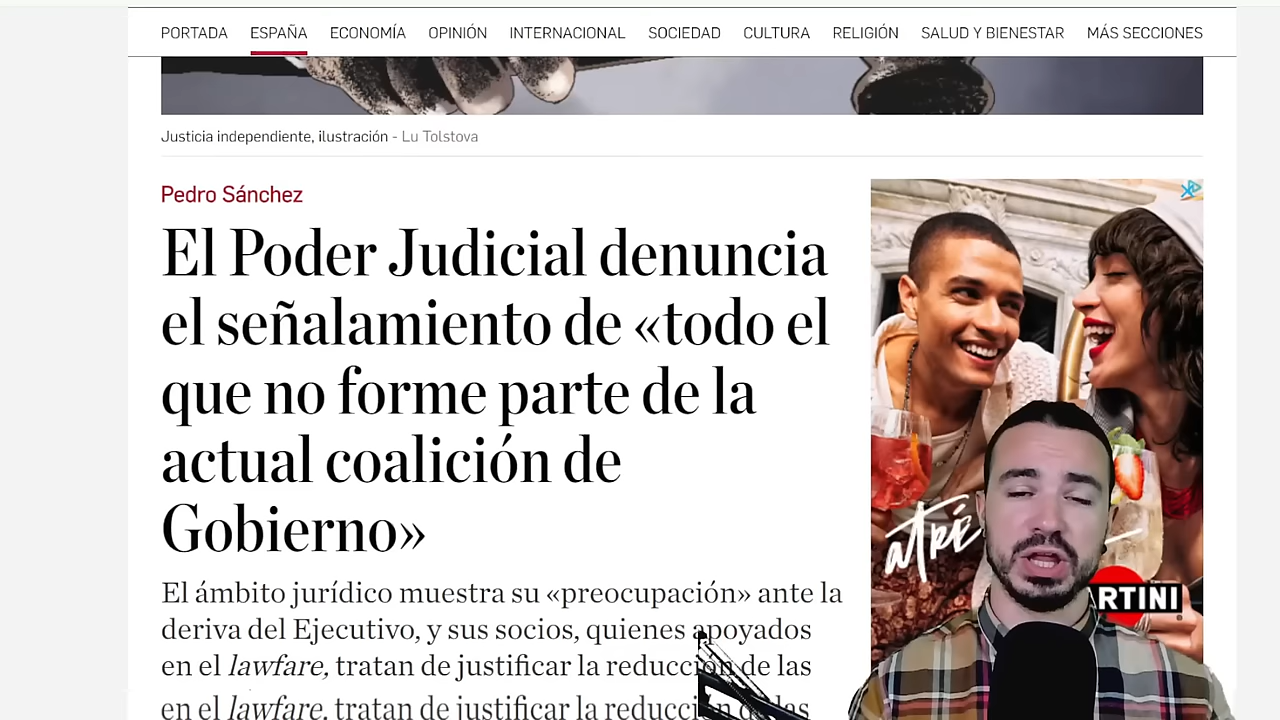 PORTADA ESPAÑA ECONOMÍA OPINIÓN INTERNACIONAL SOCIEDAD CULTURA RELIGIÓN SALUD Y BIENESTAR MÁS SECCIONES
Justicia independiente, ilustración - Lu Tolstova
Pedro Sánchez
El Poder Judicial denuncia
el señalamiento de «todo el
que no forme parte de la
actual coalición de
Gobierno»
El ámbito jurídico muestra su «preocupación» ante la
deriva del Ejecutivo, y sus socios, quienes apoyados
en el lawfare, tratan de justificar la reducción de las
en el lawfare, tratan de justificar la reducción de las
atré
RTINI